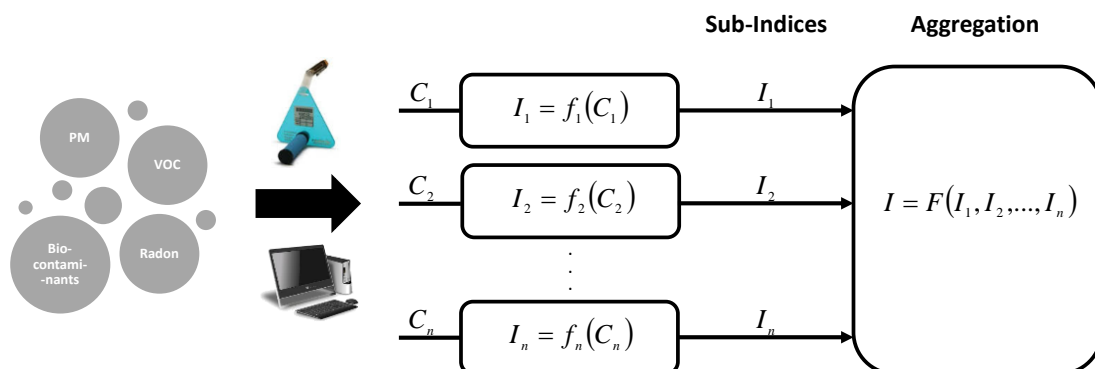 Sub-Indices
Aggregation
PM
VOC
Bio-
contami-
-nants
Radon
C₁
I₁ = f₁(C₁)
I₁
C₂
I₂ = f₂(C₂)
I₂
.
.
.
Cₙ
Iₙ = fₙ(Cₙ)
Iₙ
I = F(I₁, I₂,..., Iₙ)